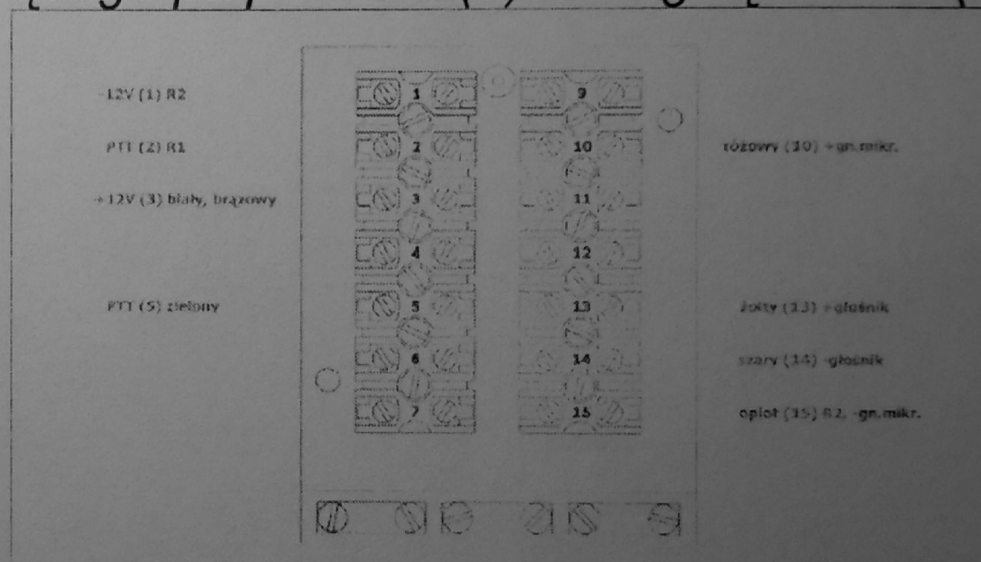 -12V (1) R2
PTT (2) R1
+12V (3) biały, brązowy
PTT (5) zielony
1
2
3
4
5
6
7
9
10
11
12
13
14
15
różowy (10) +gn.mikr.
żółty (13) +głośnik
szary (14) -głośnik
oplot (15) R2, -gn.mikr.